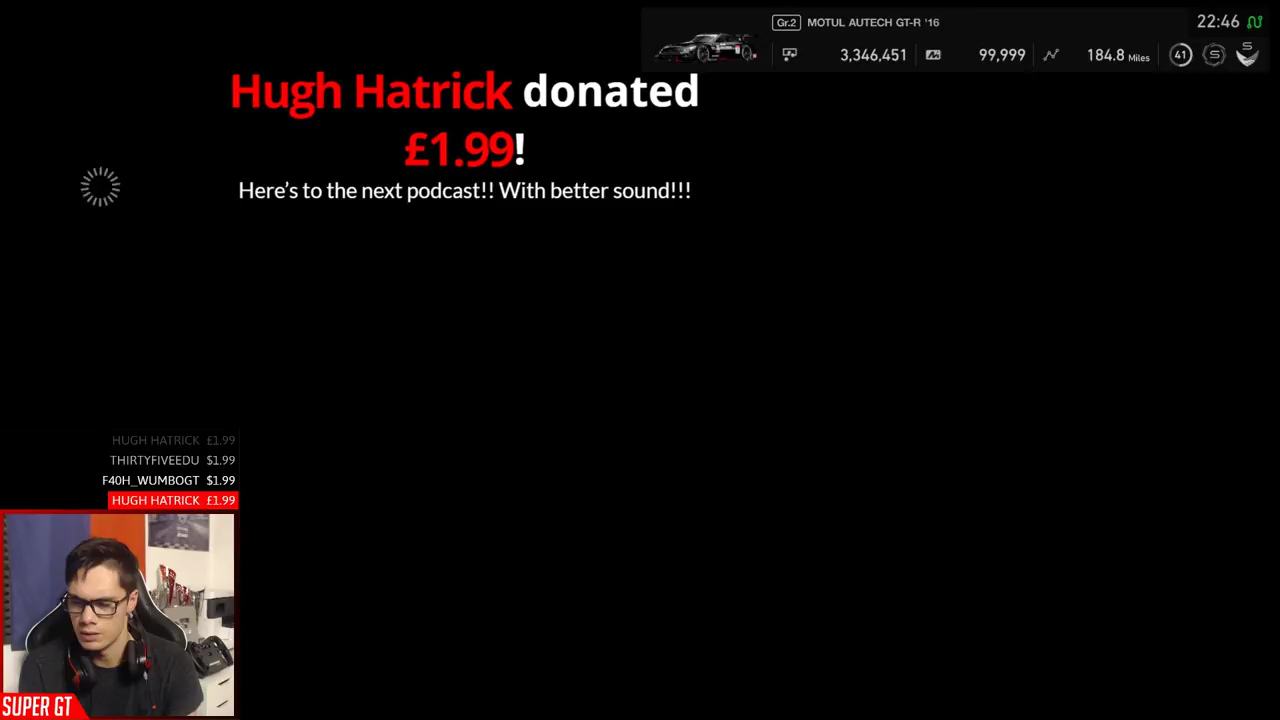 Gr.2 MOTUL AUTECH GT-R '16
22:46
3,346,451 99,999 184.8 Miles 41 S S
Hugh Hatrick donated
£1.99!
Here's to the next podcast!! With better sound!!!
HUGH HATRICK £1.99
THIRTYFIVEEDU $1.99
F40H_WUMBOGT $1.99
HUGH HATRICK £1.99
SUPER GT